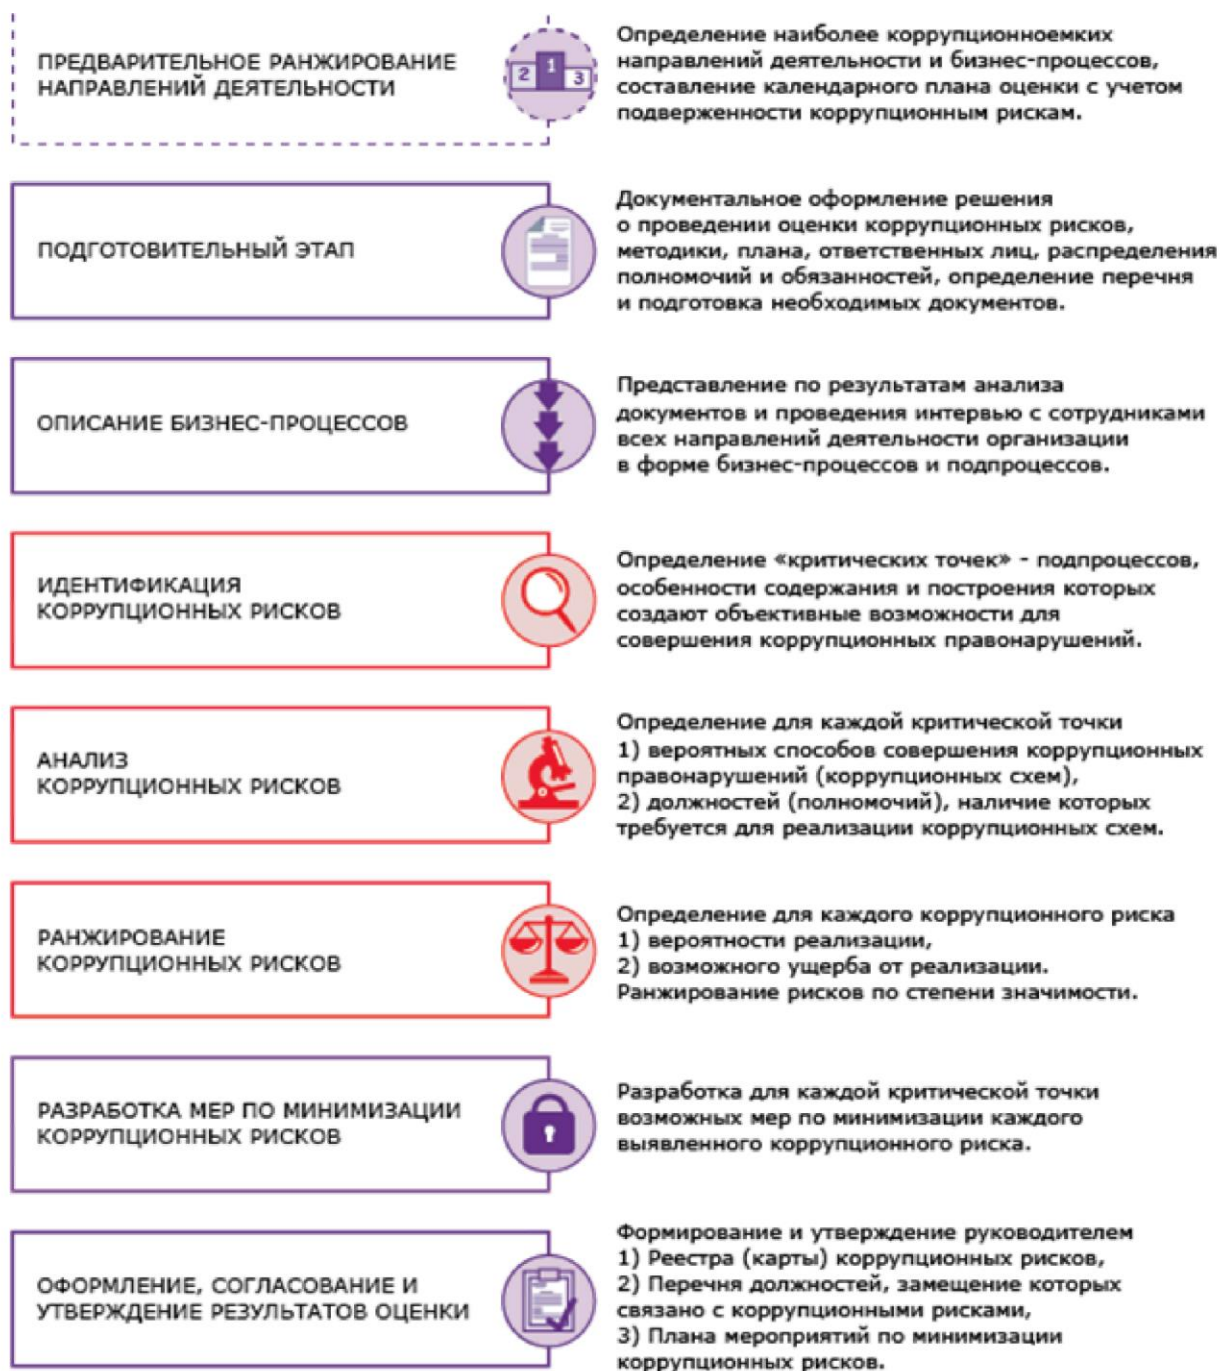 ПРЕДВАРИТЕЛЬНОЕ РАНЖИРОВАНИЕ
НАПРАВЛЕНИЙ ДЕЯТЕЛЬНОСТИ
2 1 3
Определение наиболее коррупционноемких
направлений деятельности и бизнес-процессов,
составление календарного плана оценки с учетом
подверженности коррупционным рискам.
ПОДГОТОВИТЕЛЬНЫЙ ЭТАП
Документальное оформление решения
о проведении оценки коррупционных рисков,
методики, плана, ответственных лиц, распределения
полномочий и обязанностей, определение перечня
и подготовка необходимых документов.
ОПИСАНИЕ БИЗНЕС-ПРОЦЕССОВ
Представление по результатам анализа
документов и проведения интервью с сотрудниками
всех направлений деятельности организации
в форме бизнес-процессов и подпроцессов.
ИДЕНТИФИКАЦИЯ
КОРРУПЦИОННЫХ РИСКОВ
Определение «критических точек» - подпроцессов,
особенности содержания и построения которых
создают объективные возможности для
совершения коррупционных правонарушений.
АНАЛИЗ
КОРРУПЦИОННЫХ РИСКОВ
Определение для каждой критической точки
1) вероятных способов совершения коррупционных
правонарушений (коррупционных схем),
2) должностей (полномочий), наличие которых
требуется для реализации коррупционных схем.
РАНЖИРОВАНИЕ
КОРРУПЦИОННЫХ РИСКОВ
Определение для каждого коррупционного риска
1) вероятности реализации,
2) возможного ущерба от реализации.
Ранжирование рисков по степени значимости.
РАЗРАБОТКА МЕР ПО МИНИМИЗАЦИИ
КОРРУПЦИОННЫХ РИСКОВ
Разработка для каждой критической точки
возможных мер по минимизации каждого
выявленного коррупционного риска.
ОФОРМЛЕНИЕ, СОГЛАСОВАНИЕ И
УТВЕРЖДЕНИЕ РЕЗУЛЬТАТОВ ОЦЕНКИ
Формирование и утверждение руководителем
1) Реестра (карты) коррупционных рисков,
2) Перечня должностей, замещение которых
связано с коррупционными рисками,
3) Плана мероприятий по минимизации
коррупционных рисков.